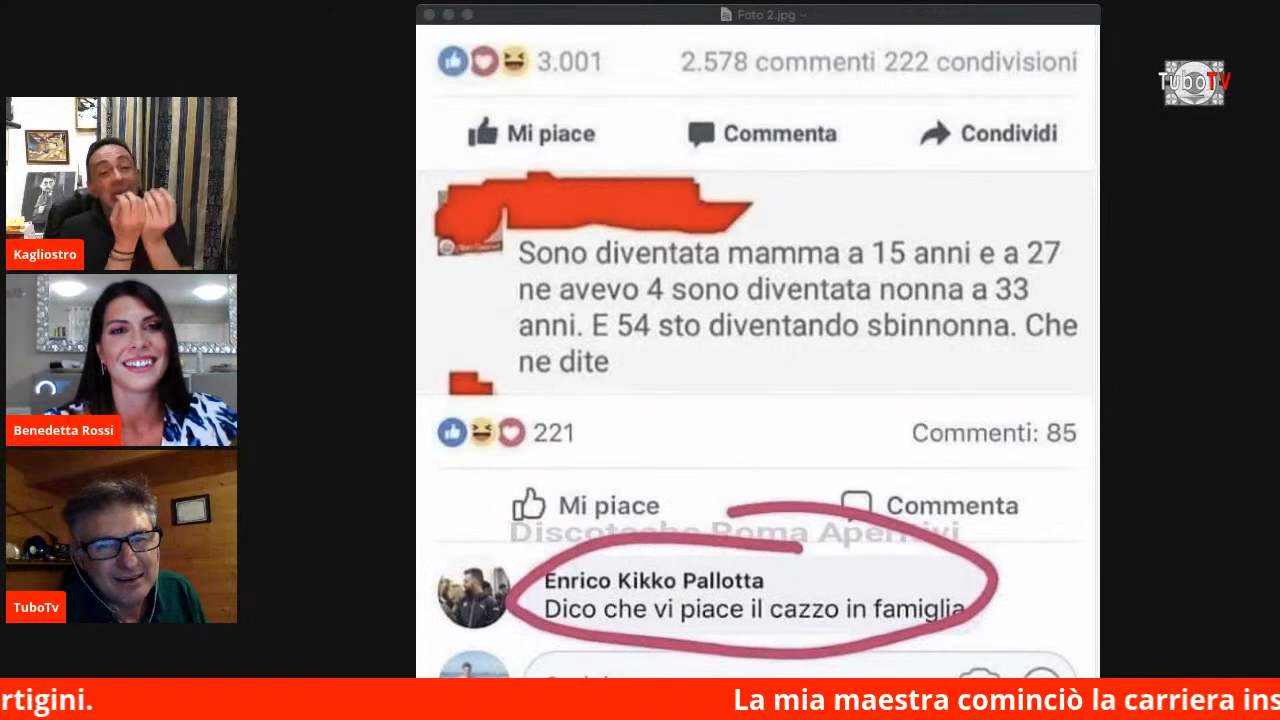 Foto 2.jpg
3.001
2.578 commenti 222 condivisioni
TuboTV
Mi piace
Commenta
Condividi
Sono diventata mamma a 15 anni e a 27
ne avevo 4 sono diventata nonna a 33
anni. E 54 sto diventando sbinnonna. Che
ne dite
Kagliostro
221
Commenti: 85
Benedetta Rossi
Mi piace
Commenta
Discoteche Roma Aperitivi
Enrico Kikko Pallotta
Dico che vi piace il cazzo in famiglia
TuboTv
rtigini.
La mia maestra cominciò la carriera ins